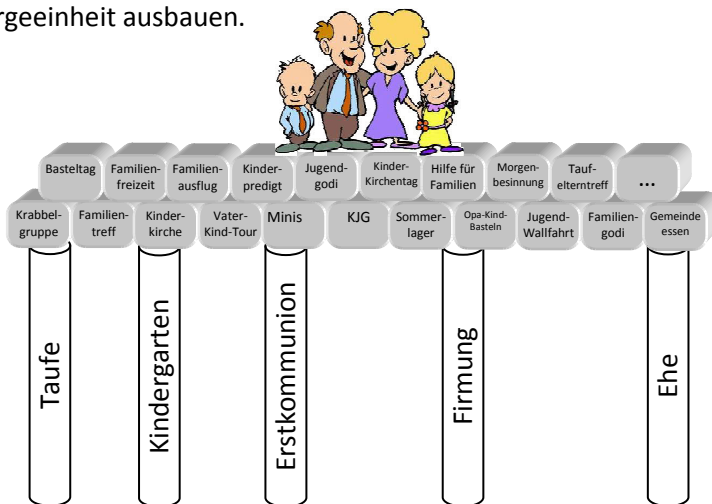 rgeeinheit ausbauen.
Basteltag
Familien-
freizeit
Familien-
ausflug
Kinder-
predigt
Jugend-
godi
Kinder-
Kirchentag
Hilfe für
Familien
Morgen-
besinnung
Tauf-
elterntreff
...
Krabbel-
gruppe
Familien-
treff
Kinder-
kirche
Vater-
Kind-Tour
Minis
KJG
Sommer-
lager
Opa-Kind-
Basteln
Jugend-
Wallfahrt
Familien-
godi
Gemeinde
essen
Taufe
Kindergarten
Erstkommunion
Firmung
Ehe